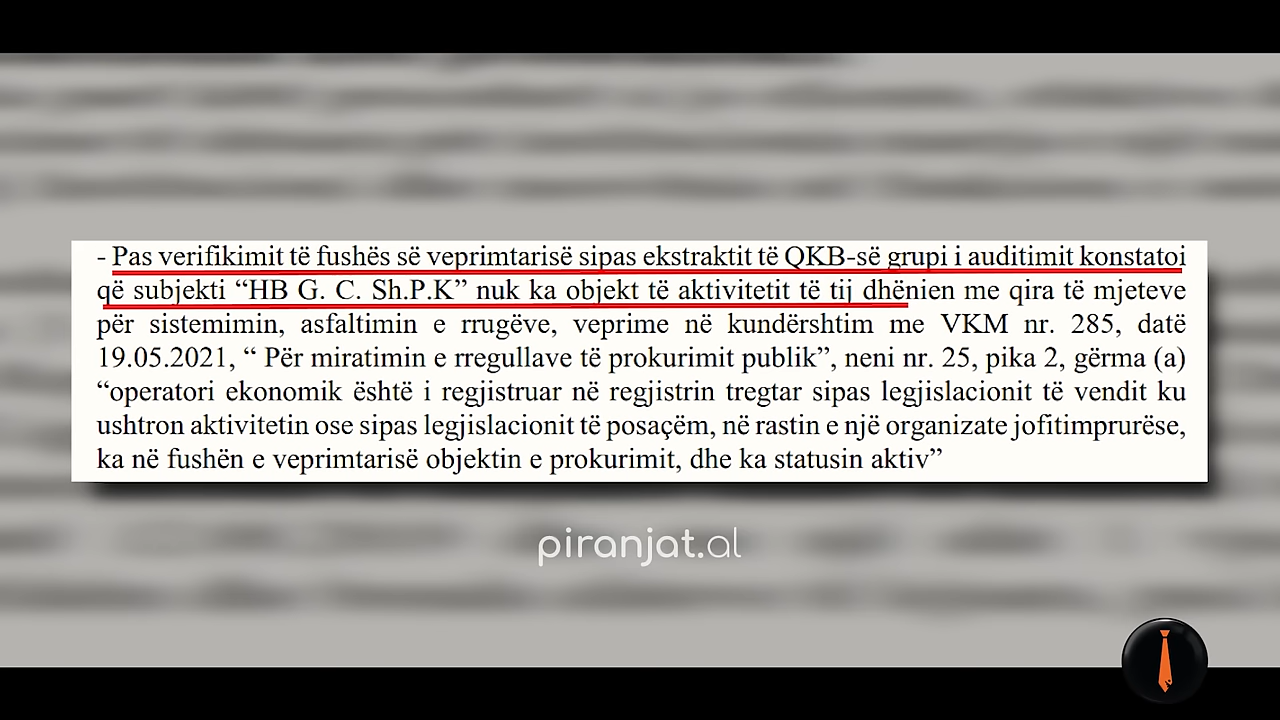 - Pas verifikimit të fushës së veprimtarisë sipas ekstraktit të QKB-së grupi i auditimit konstatoi
që subjekti “HB G. C. Sh.P.K” nuk ka objekt të aktivitetit të tij dhënien me qira të mjeteve
për sistemimin, asfaltimin e rrugëve, veprime në kundërshtim me VKM nr. 285, datë
19.05.2021, “ Për miratimin e rregullave të prokurimit publik”, neni nr. 25, pika 2, gërma (a)
“operatori ekonomik është i regjistruar në regjistrin tregtar sipas legjislacionit të vendit ku
ushtron aktivitetin ose sipas legjislacionit të posaçëm, në rastin e një organizate jofitimprurëse,
ka në fushën e veprimtarisë objektin e prokurimit, dhe ka statusin aktiv”
piranjat.al